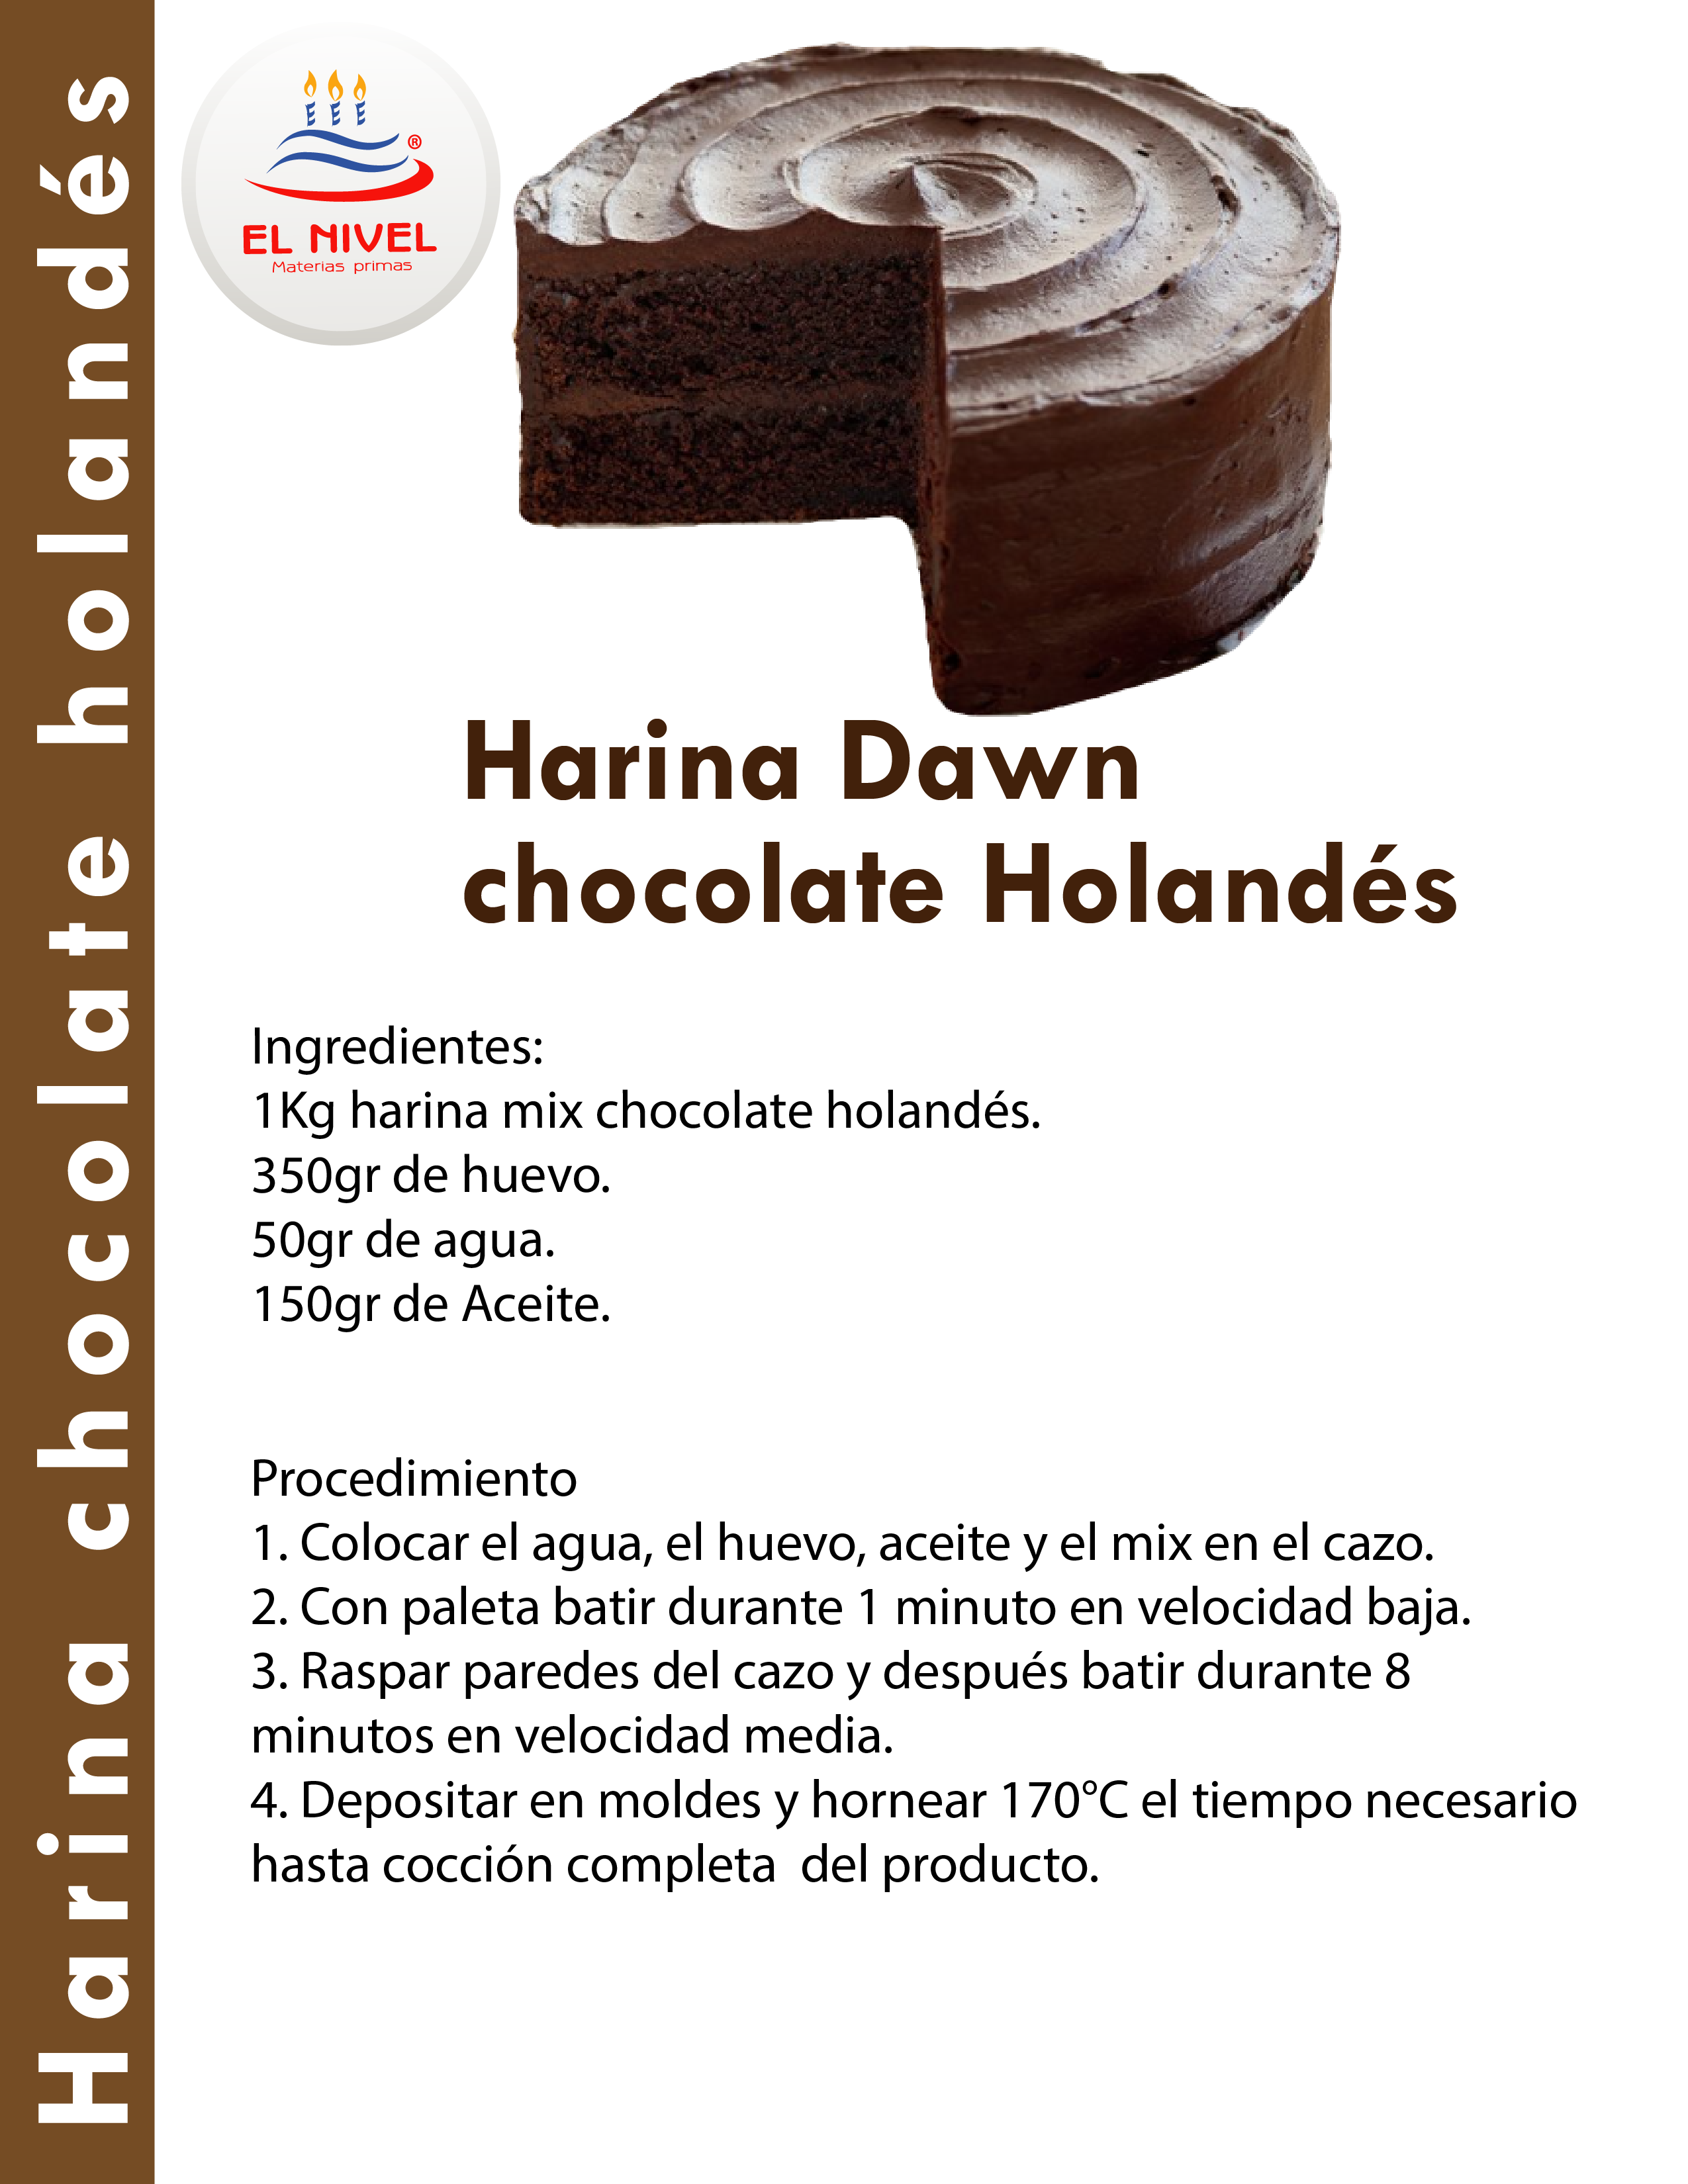 Harina chocolate holandés
®
EL NIVEL
Materias primas
Harina Dawn
chocolate Holandés
Ingredientes:
1Kg harina mix chocolate holandés.
350gr de huevo.
50gr de agua.
150gr de Aceite.
Procedimiento
1. Colocar el agua, el huevo, aceite y el mix en el cazo.
2. Con paleta batir durante 1 minuto en velocidad baja.
3. Raspar paredes del cazo y después batir durante 8
minutos en velocidad media.
4. Depositar en moldes y hornear 170°C el tiempo necesario
hasta cocción completa  del producto.